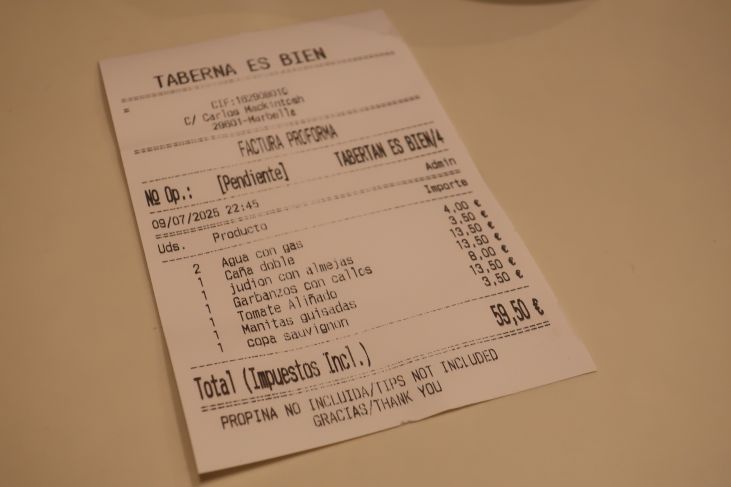 TABERNA ES BIEN
=
CIF:16290801Q
C/ Carlos Mackintosh
29601-Marbella
FACTURA PROFORMA
Nº Op.: [Pendiente] TABERTAN ES BIEN/4
09/07/2025 22:45 Admin
Uds. Producto Importe
2 Agua con gas 4,00 €
1 Caña doble 3,50 €
1 judion con almejas 13,50 €
1 Garbanzos con callos 13,50 €
1 Tomate Aliñado 8,00 €
1 Manitas guisadas 13,50 €
1 copa sauvignon 3,50 €
Total (Impuestos Incl.) 59,50 €
PROPINA NO INCLUIDA/TIPS NOT INCLUDED
GRACIAS/THANK YOU